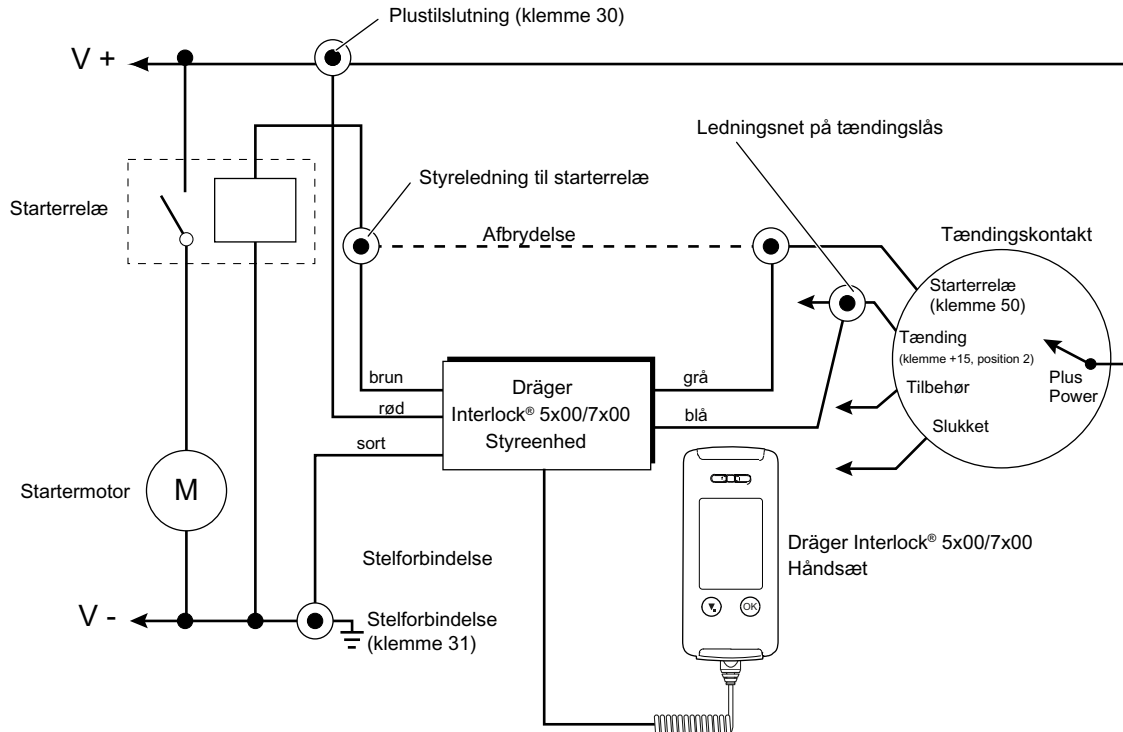 Plustilslutning (klemme 30)
V +
Ledningsnet på tændingslås
Styreledning til starterrelæ
Starterrelæ
Afbrydelse
Tændingskontakt
Starterrelæ
(klemme 50)
Tænding
(klemme +15, position 2)
Plus
Power
Tilbehør
Slukket
brun
rød
sort
Dräger
Interlock® 5x00/7x00
Styreenhed
grå
blå
Startermotor
M
Dräger Interlock® 5x00/7x00
Håndsæt
OK
Stelforbindelse
V -
Stelforbindelse
(klemme 31)